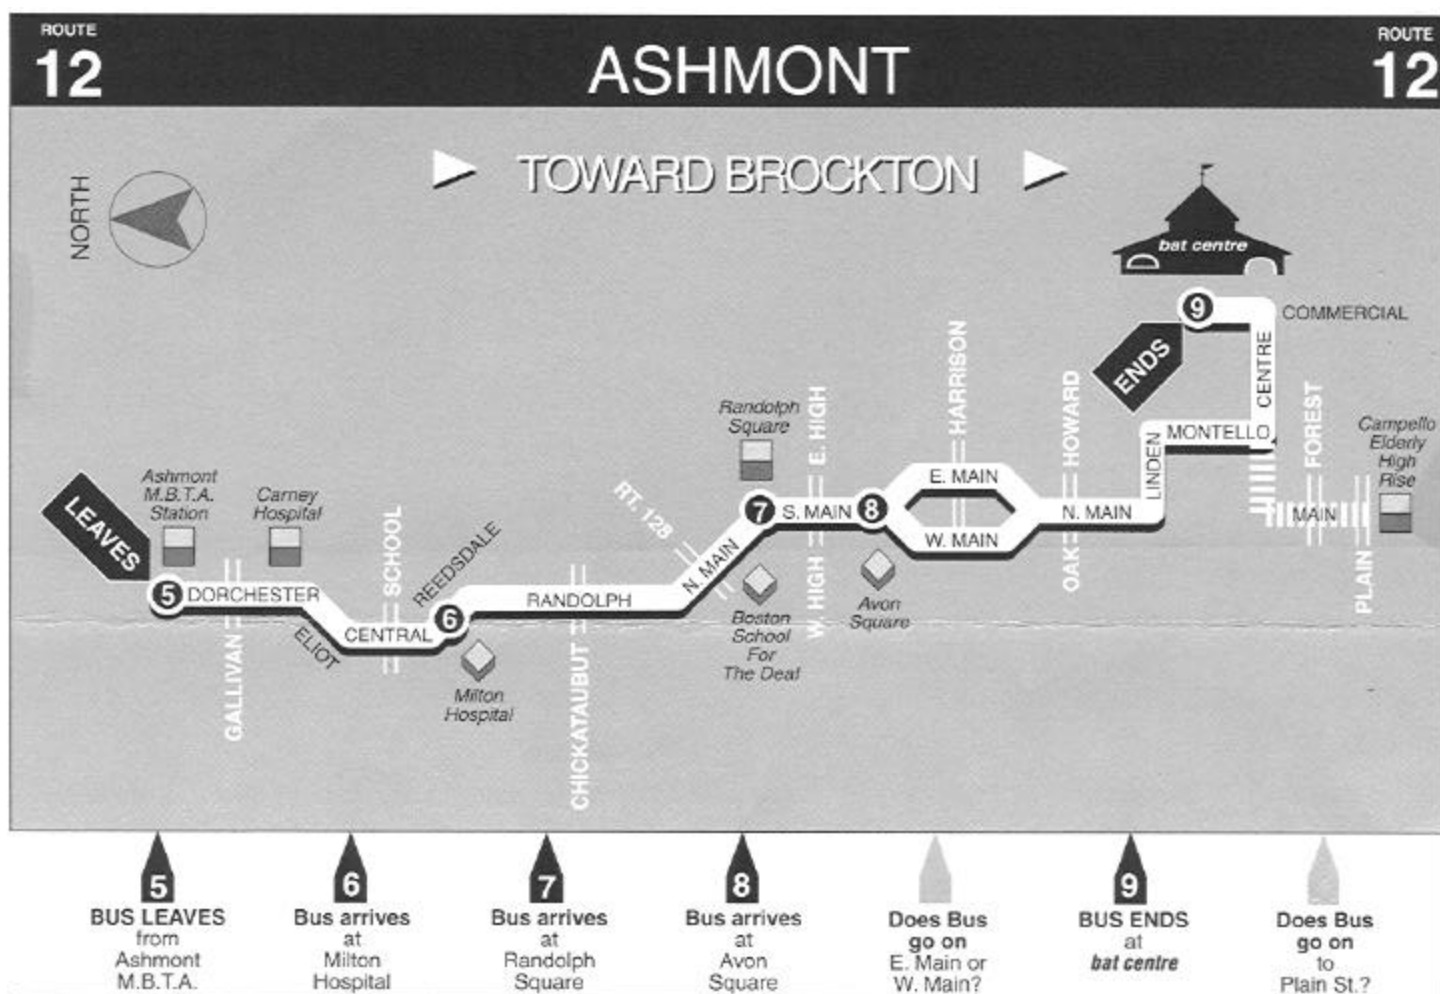 ROUTE
12
ASHMONT
ROUTE
12
TOWARD BROCKTON
NORTH
bat centre
9
COMMERCIAL
ENDS
CENTRE
HARRISON
E. HIGH
HOWARD
FOREST
Randolph
Square
MONTELLO
LINDEN
Campello
Elderly
High
Rise
Ashmont
M.B.T.A.
Station
Carney
Hospital
LEAVES
SCHOOL
RT. 128
7
S. MAIN
8
E. MAIN
W. MAIN
N. MAIN
MAIN
REEDSDALE
N. MAIN
5
DORCHESTER
RANDOLPH
6
CENTRAL
ELIOT
GALLIVAN
CHICKATAUBUT
W. HIGH
OAK
PLAIN
Boston
School
For
The Deaf
Avon
Square
Milton
Hospital
5
BUS LEAVES
from
Ashmont
M.B.T.A.
6
Bus arrives
at
Milton
Hospital
7
Bus arrives
at
Randolph
Square
8
Bus arrives
at
Avon
Square
Does Bus
go on
E. Main or
W. Main?
9
BUS ENDS
at
bat centre
Does Bus
go on
to
Plain St.?